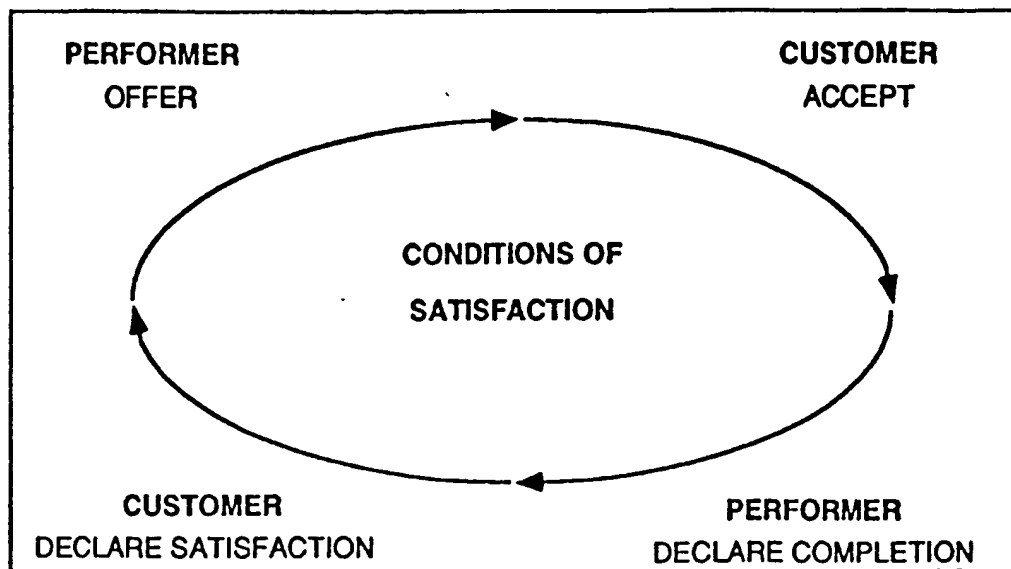 PERFORMER
OFFER
CUSTOMER
ACCEPT
CONDITIONS OF
SATISFACTION
CUSTOMER
DECLARE SATISFACTION
PERFORMER
DECLARE COMPLETION